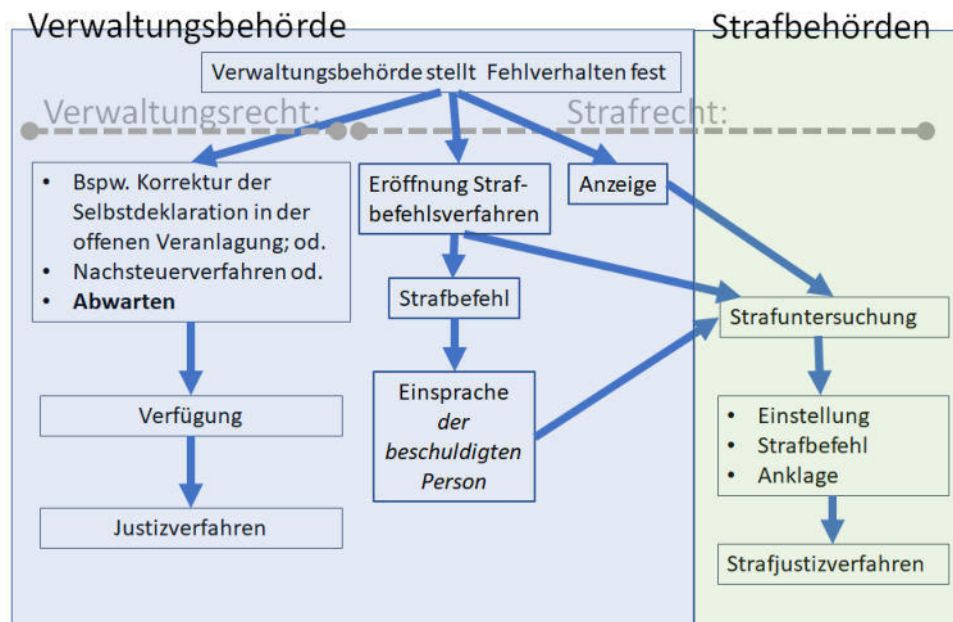 Verwaltungsbehörde
Strafbehörden
Verwaltungsbehörde stellt Fehlverhalten fest
Verwaltungsrecht:
Strafrecht:
• Bspw. Korrektur der
Selbstdeklaration in der
offenen Veranlagung; od.
• Nachsteuerverfahren od.
• Abwarten
Verfügung
Justizverfahren
Eröffnung Straf-
befehlsverfahren
Strafbefehl
Einsprache
der
beschuldigten
Person
Anzeige
Strafuntersuchung
• Einstellung
• Strafbefehl
• Anklage
Strafjustizverfahren